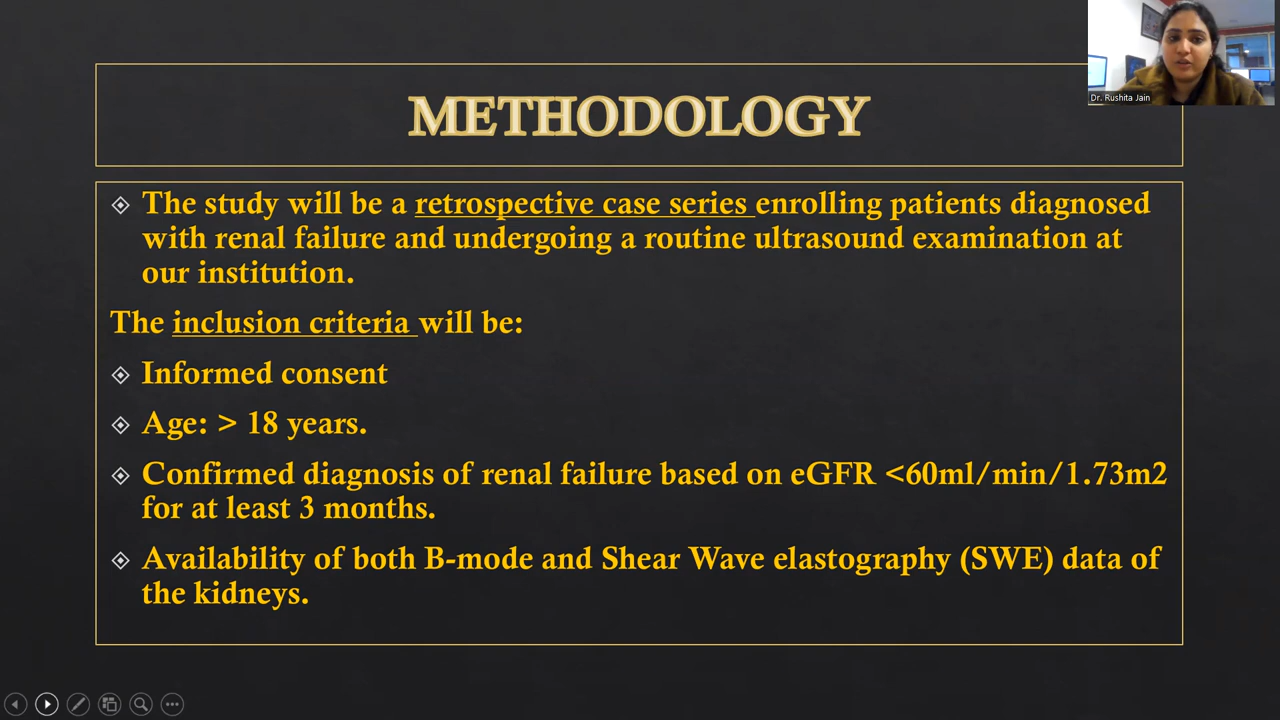 Dr. Rushita Jain
METHODOLOGY
The study will be a retrospective case series enrolling patients diagnosed
with renal failure and undergoing a routine ultrasound examination at
our institution.
The inclusion criteria will be:
Informed consent
Age: > 18 years.
Confirmed diagnosis of renal failure based on eGFR <60ml/min/1.73m2
for at least 3 months.
Availability of both B-mode and Shear Wave elastography (SWE) data of
the kidneys.